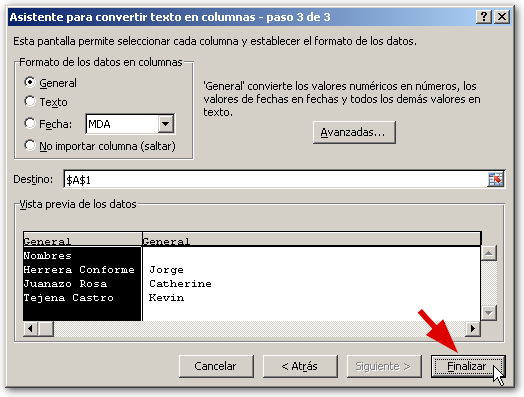 Asistente para convertir texto en columnas - paso 3 de 3
Esta pantalla permite seleccionar cada columna y establecer el formato de los datos.
Formato de los datos en columnas
General
Texto
Fecha: MDA
No importar columna (saltar)
'General' convierte los valores numéricos en números, los
valores de fechas en fechas y todos los demás valores en
texto.
Avanzadas...
Destino: $A$1
Vista previa de los datos
General General
Nombres
Herrera Conforme Jorge
Juanazo Rosa Catherine
Tejena Castro Kevin
Cancelar < Atrás Siguiente > Finalizar